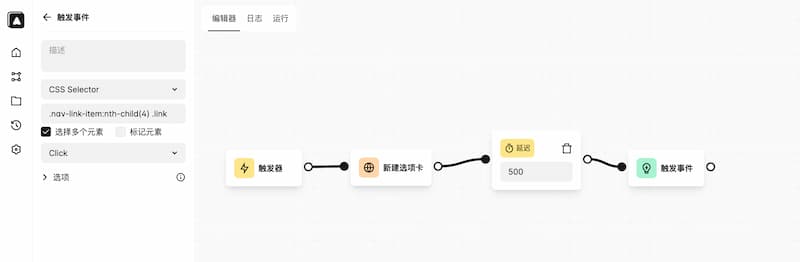 触发事件
描述
CSS Selector
.nav-link-item:nth-child(4) .link
选择多个元素
标记元素
Click
选项
编辑器
日志
运行
触发器
新建选项卡
延迟
500
触发事件